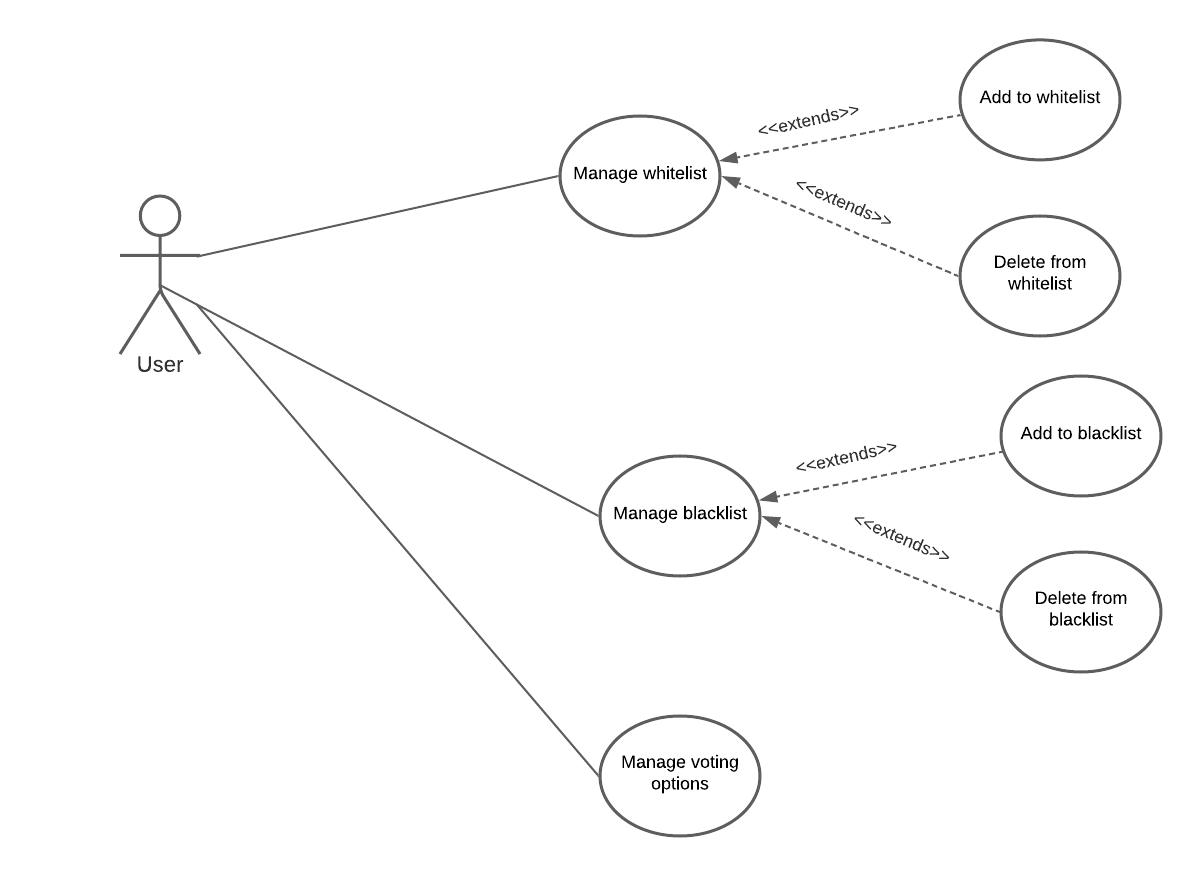 Add to whitelist
<<extends>>
Manage whitelist
<<extends>>
Delete from
whitelist
User
Add to blacklist
<<extends>>
Manage blacklist
<<extends>>
Delete from
blacklist
Manage voting
options